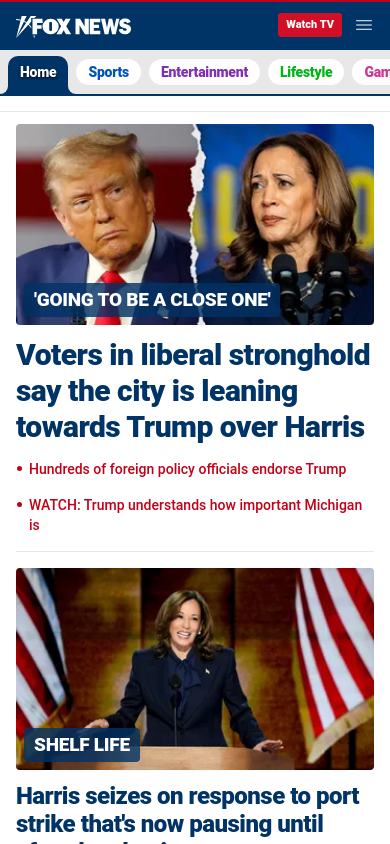 FOX NEWS
Watch TV
Home
Sports
Entertainment
Lifestyle
Gam
'GOING TO BE A CLOSE ONE'
Voters in liberal stronghold
say the city is leaning
towards Trump over Harris
Hundreds of foreign policy officials endorse Trump
WATCH: Trump understands how important Michigan
is
SHELF LIFE
Harris seizes on response to port
strike that's now pausing until